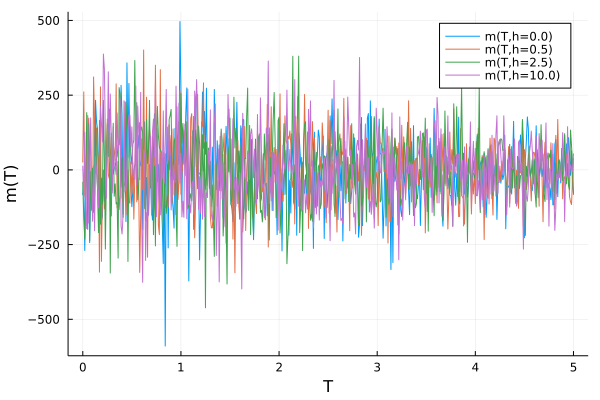 500
250
0
−250
−500
m(T)
m(T,h=0.0)
m(T,h=0.5)
m(T,h=2.5)
m(T,h=10.0)
0 1 2 3 4 5
T